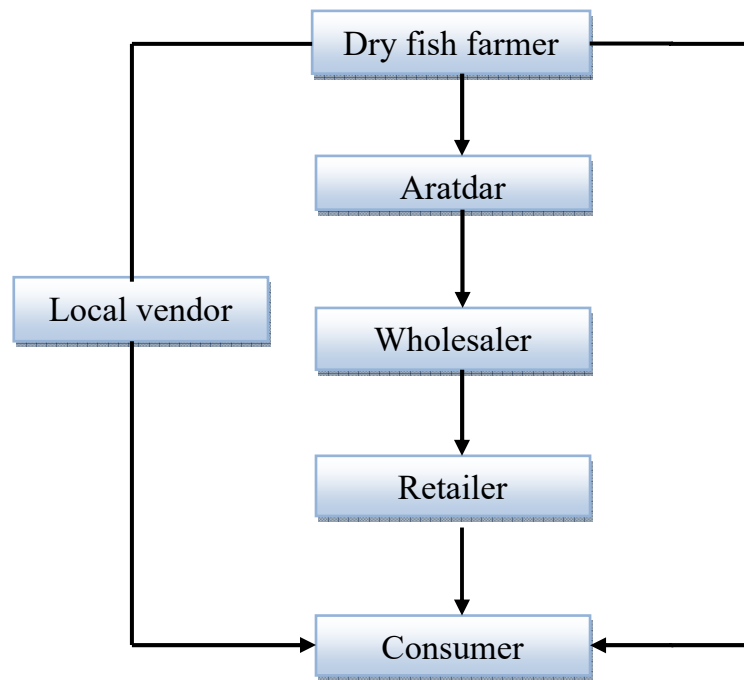 Dry fish farmer
Aratdar
Local vendor
Wholesaler
Retailer
Consumer